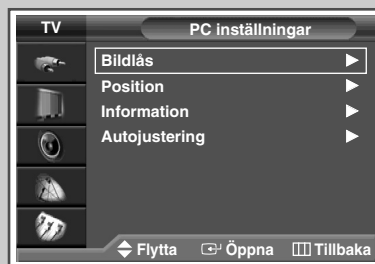 TV PC inställningar
Bildlås
Position
Information
Autojustering
Flytta Öppna Tillbaka